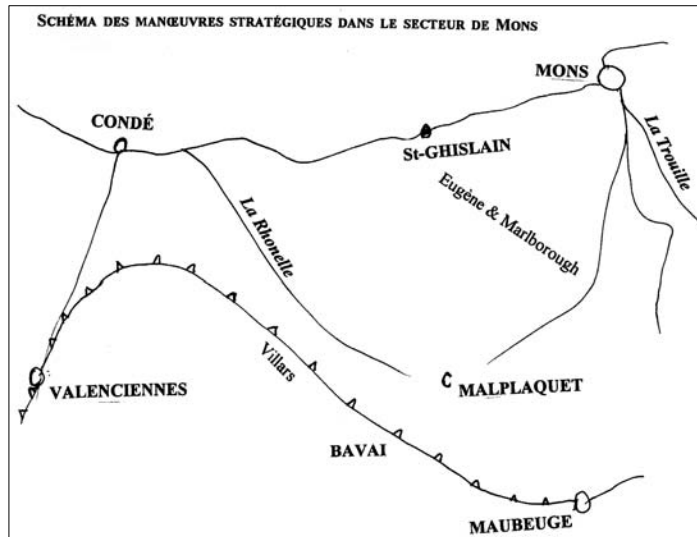 SCHÉMA DES MANŒUVRES STRATÉGIQUES DANS LE SECTEUR DE MONS
MONS
CONDÉ
La Trouille
St-GHISLAIN
Eugène & Marlborough
La Rhonelle
Villars
VALENCIENNES
MALPLAQUET
BAVAI
MAUBEUGE